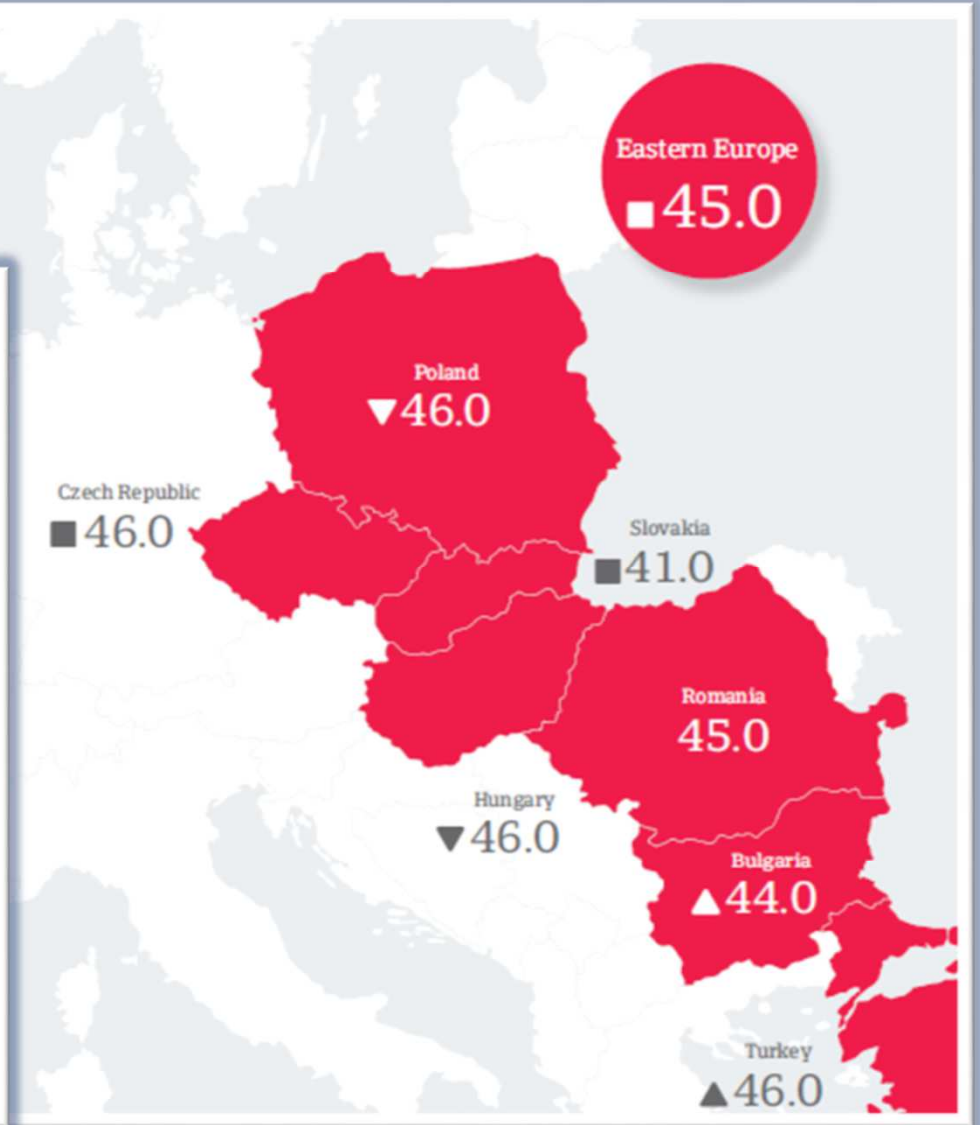 Eastern Europe
■45.0
Poland
▼46.0
Czech Republic
■46.0
Slovakia
■41.0
Romania
45.0
Hungary
▼46.0
Bulgaria
▲44.0
Turkey
▲46.0